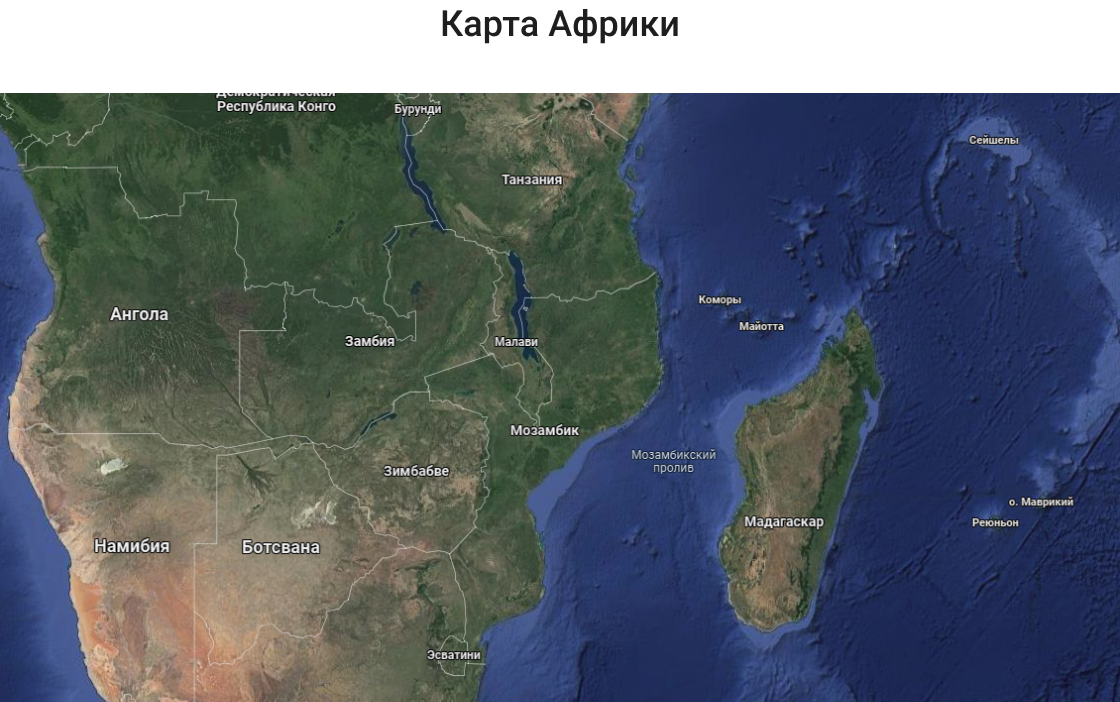 Карта Африки
Демократическая
Республика Конго
Бурунди
Сейшелы
Танзания
Коморы
Ангола
Майотта
Замбия
Малави
Мозамбик
Мозамбикский
пролив
Зимбабве
о. Маврикий
Мадагаскар
Реюньон
Намибия
Ботсвана
Эсватини